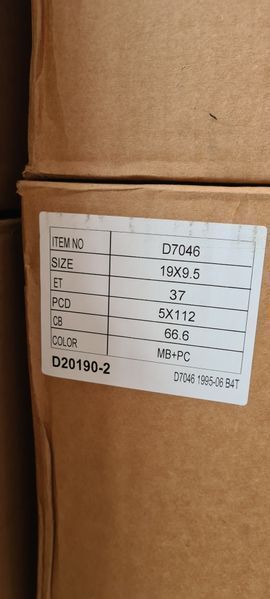 ITEM NO D7046
SIZE 19X9.5
ET 37
PCD 5X112
CB 66.6
COLOR MB+PC
D20190-2 D7046 1995-06 B4T